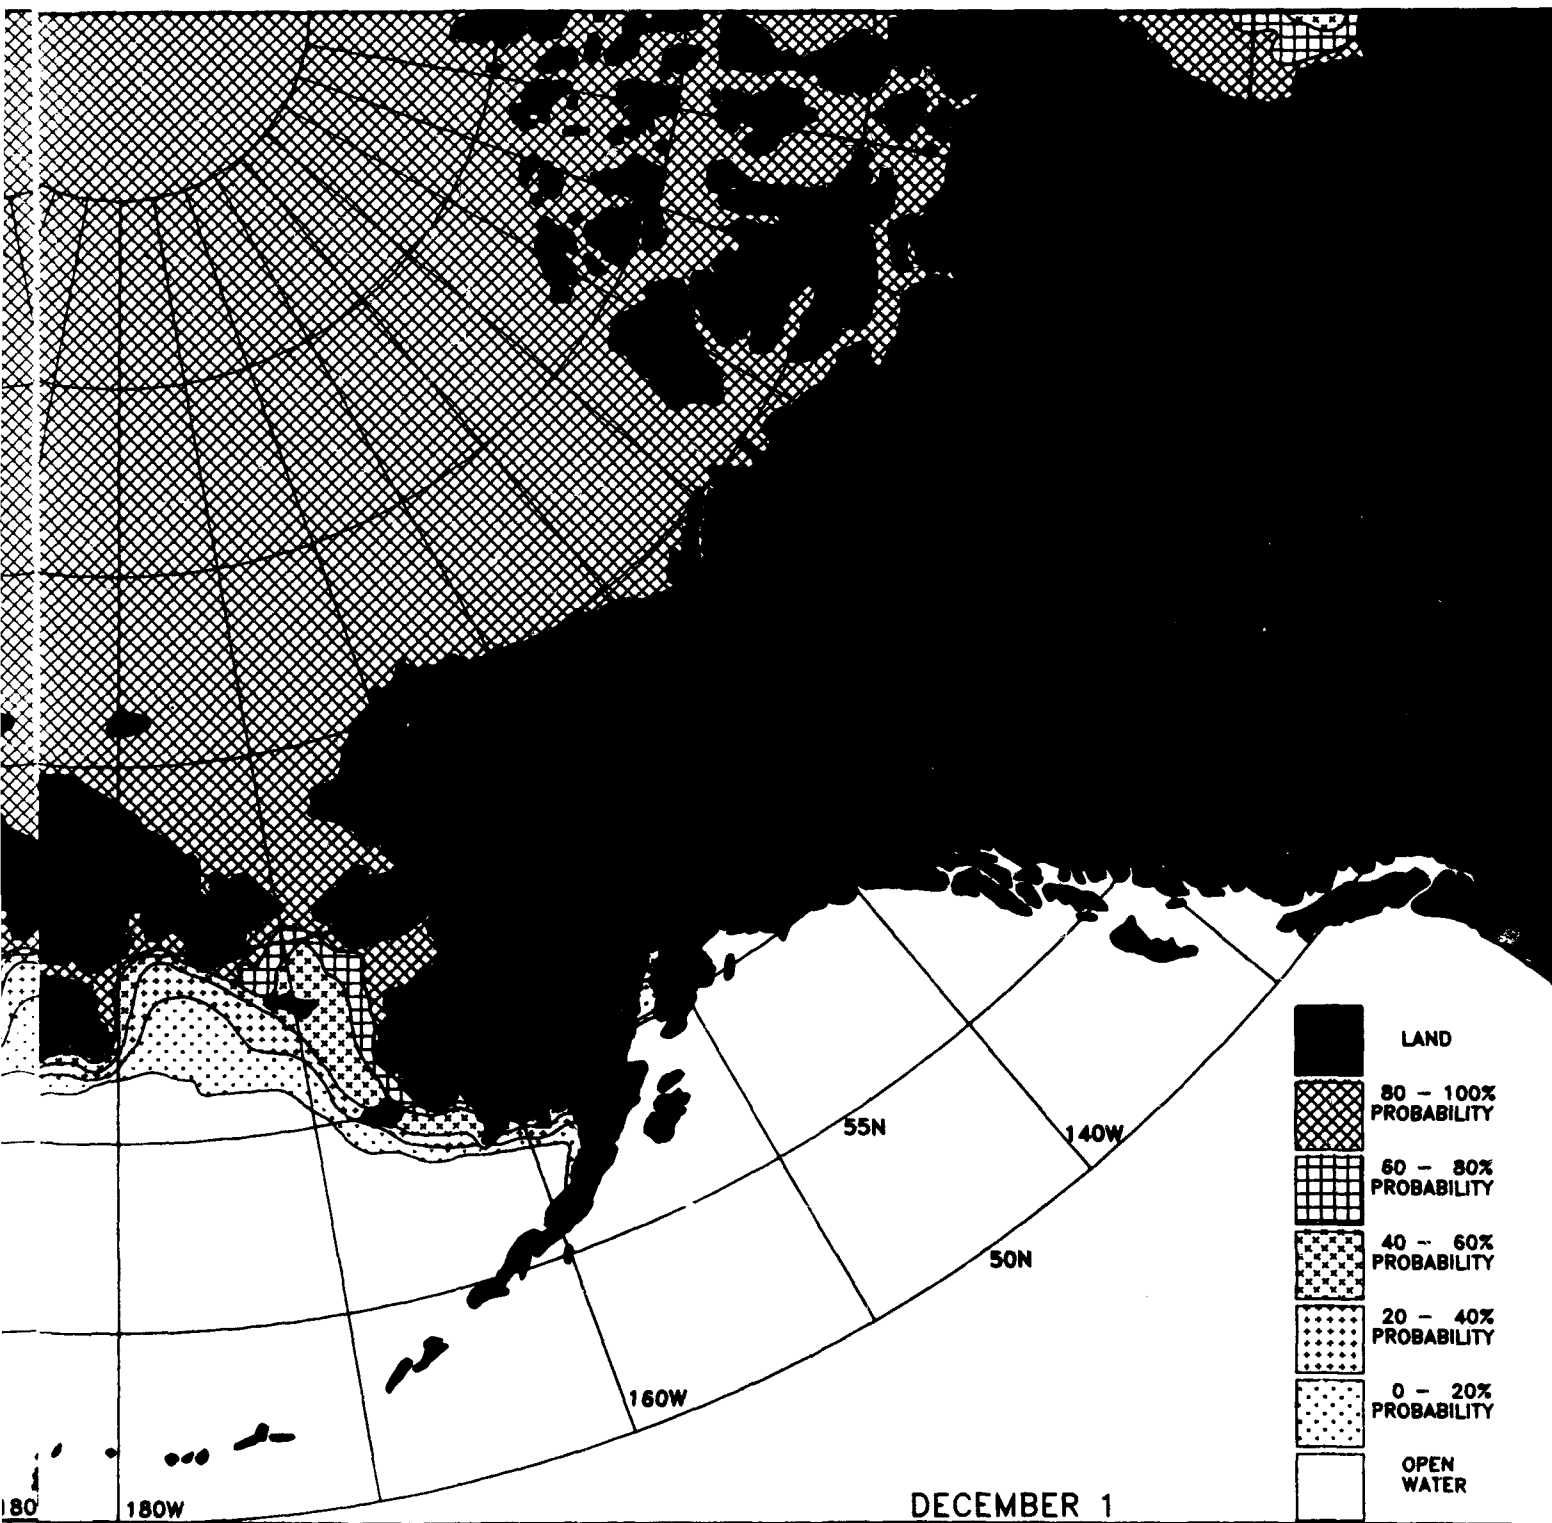 LAND
80 – 100%
PROBABILITY
60 – 80%
PROBABILITY
40 – 60%
PROBABILITY
20 – 40%
PROBABILITY
0 – 20%
PROBABILITY
OPEN
WATER
55N
140W
50N
160W
180
180W
DECEMBER 1